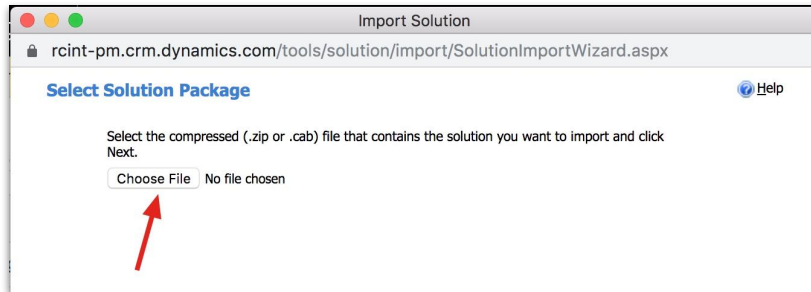 Import Solution
rcint-pm.crm.dynamics.com/tools/solution/import/SolutionImportWizard.aspx
Select Solution Package
Help
Select the compressed (.zip or .cab) file that contains the solution you want to import and click
Next.
Choose File No file chosen